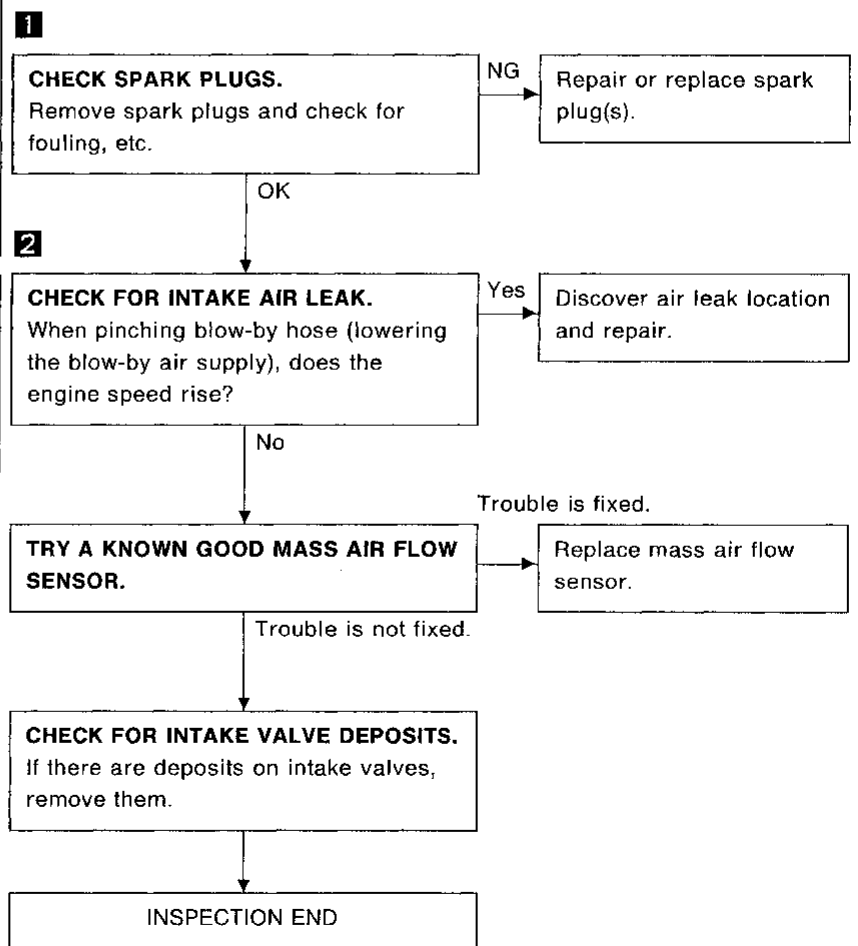 1
CHECK SPARK PLUGS.
Remove spark plugs and check for
fouling, etc.
NG
Repair or replace spark
plug(s).
OK
2
CHECK FOR INTAKE AIR LEAK.
When pinching blow-by hose (lowering
the blow-by air supply), does the
engine speed rise?
Yes
Discover air leak location
and repair.
No
TRY A KNOWN GOOD MASS AIR FLOW
SENSOR.
Trouble is fixed.
Replace mass air flow
sensor.
Trouble is not fixed.
CHECK FOR INTAKE VALVE DEPOSITS.
If there are deposits on intake valves,
remove them.
INSPECTION END